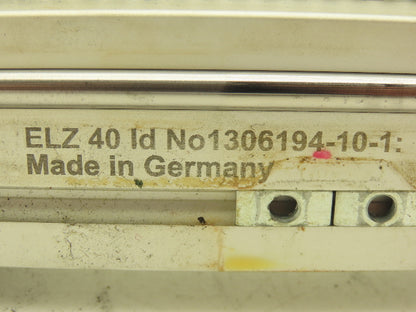 ELZ 40 Id No1306194-10-1:
Made in Germany